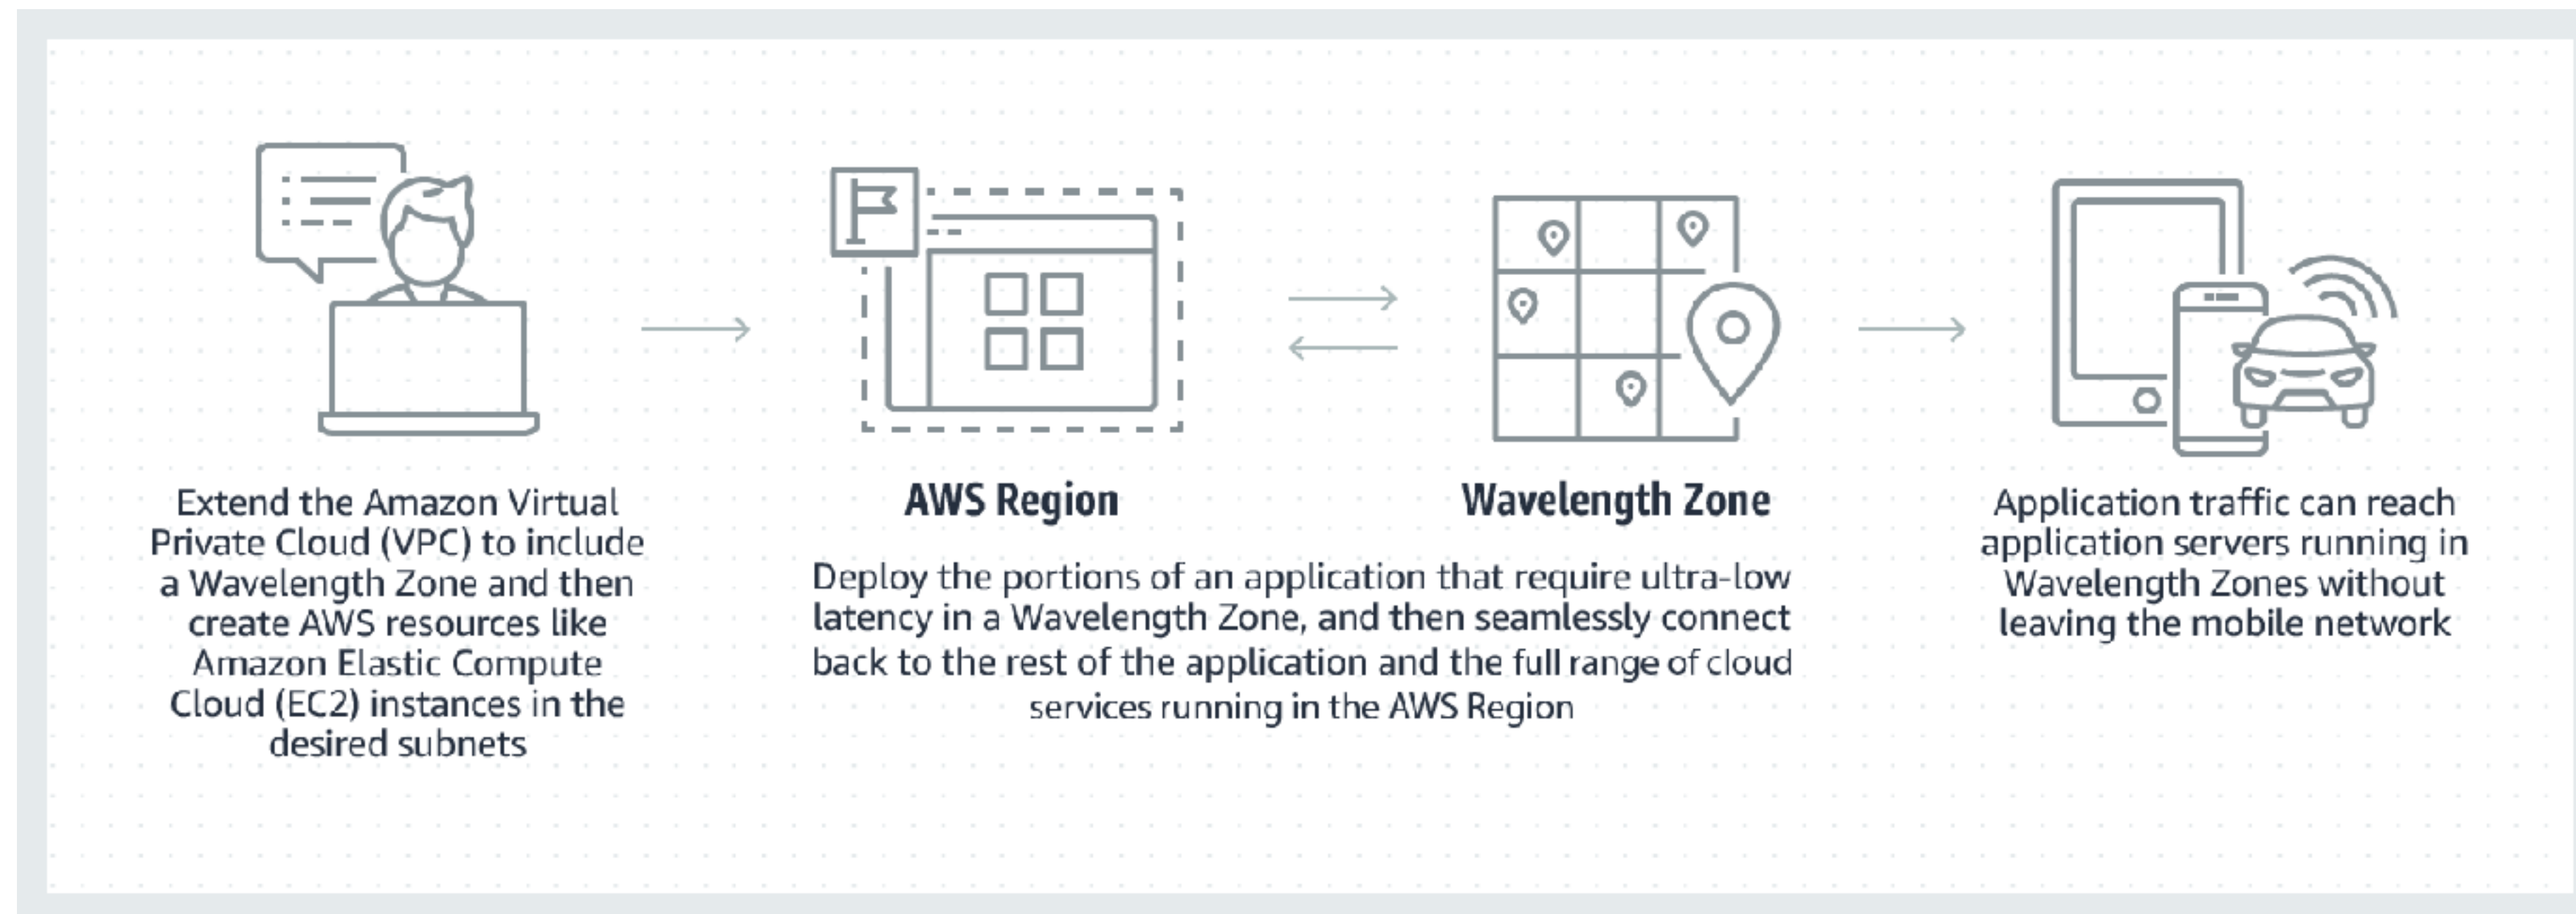 Extend the Amazon Virtual
Private Cloud (VPC) to include
a Wavelength Zone and then
create AWS resources like
Amazon Elastic Compute
Cloud (EC2) instances in the
desired subnets
AWS Region
Wavelength Zone
Deploy the portions of an application that require ultra-low
latency in a Wavelength Zone, and then seamlessly connect
back to the rest of the application and the full range of cloud
services running in the AWS Region
Application traffic can reach
application servers running in
Wavelength Zones without
leaving the mobile network